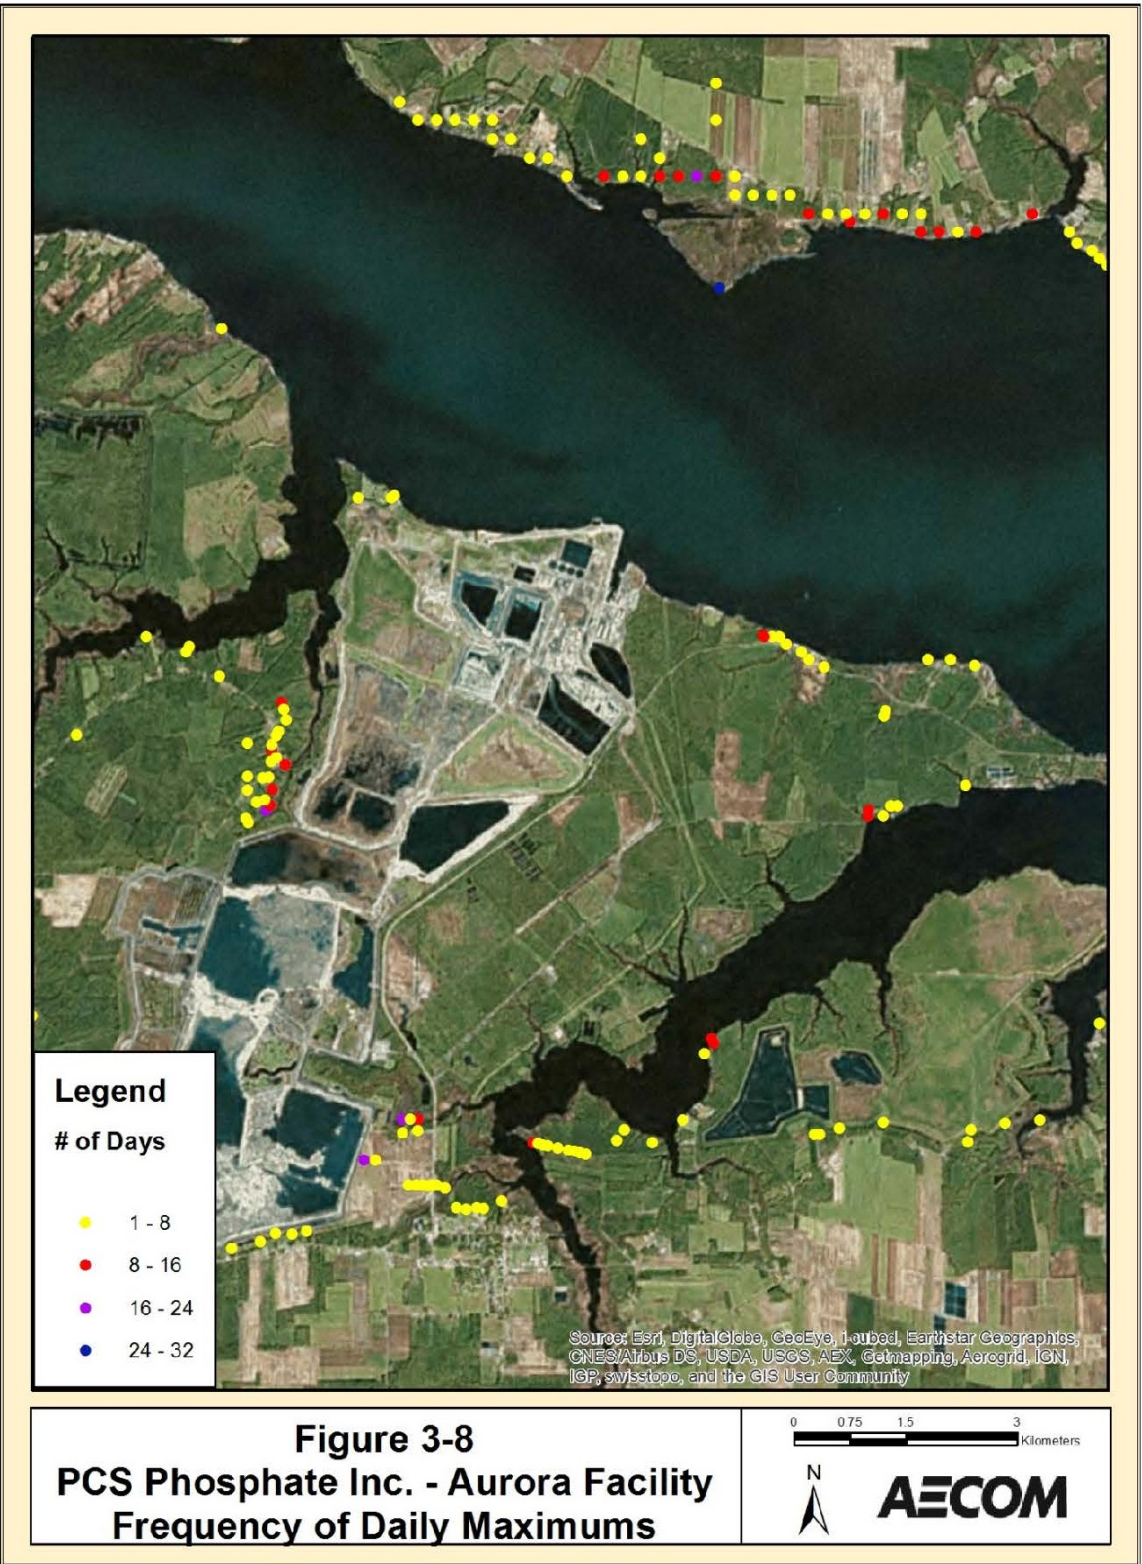 Legend
# of Days
1 - 8
8 - 16
16 - 24
24 - 32
Source: Esri, DigitalGlobe, GeoEye, i-cubed, Earthstar Geographics,
CNES/Airbus DS, USDA, USGS, AEX, Getmapping, Aerogrid, IGN,
IGP, swisstopo, and the GIS User Community
Figure 3-8
PCS Phosphate Inc. - Aurora Facility
Frequency of Daily Maximums
0 0.75 1.5 3
Kilometers
N
AECOM